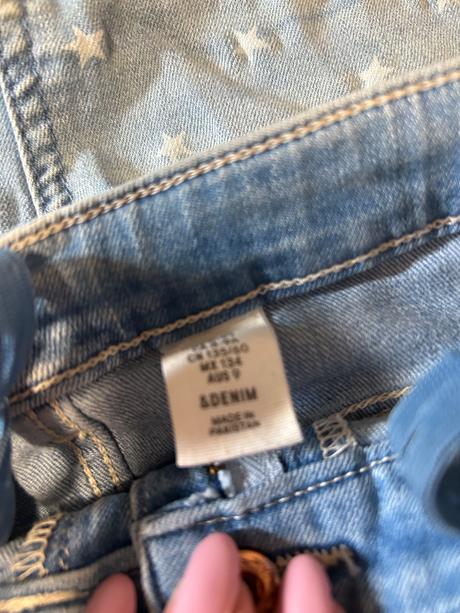 CN 135/60
MX 134
AUS 9
&DENIM
MADE IN
PAKISTAN